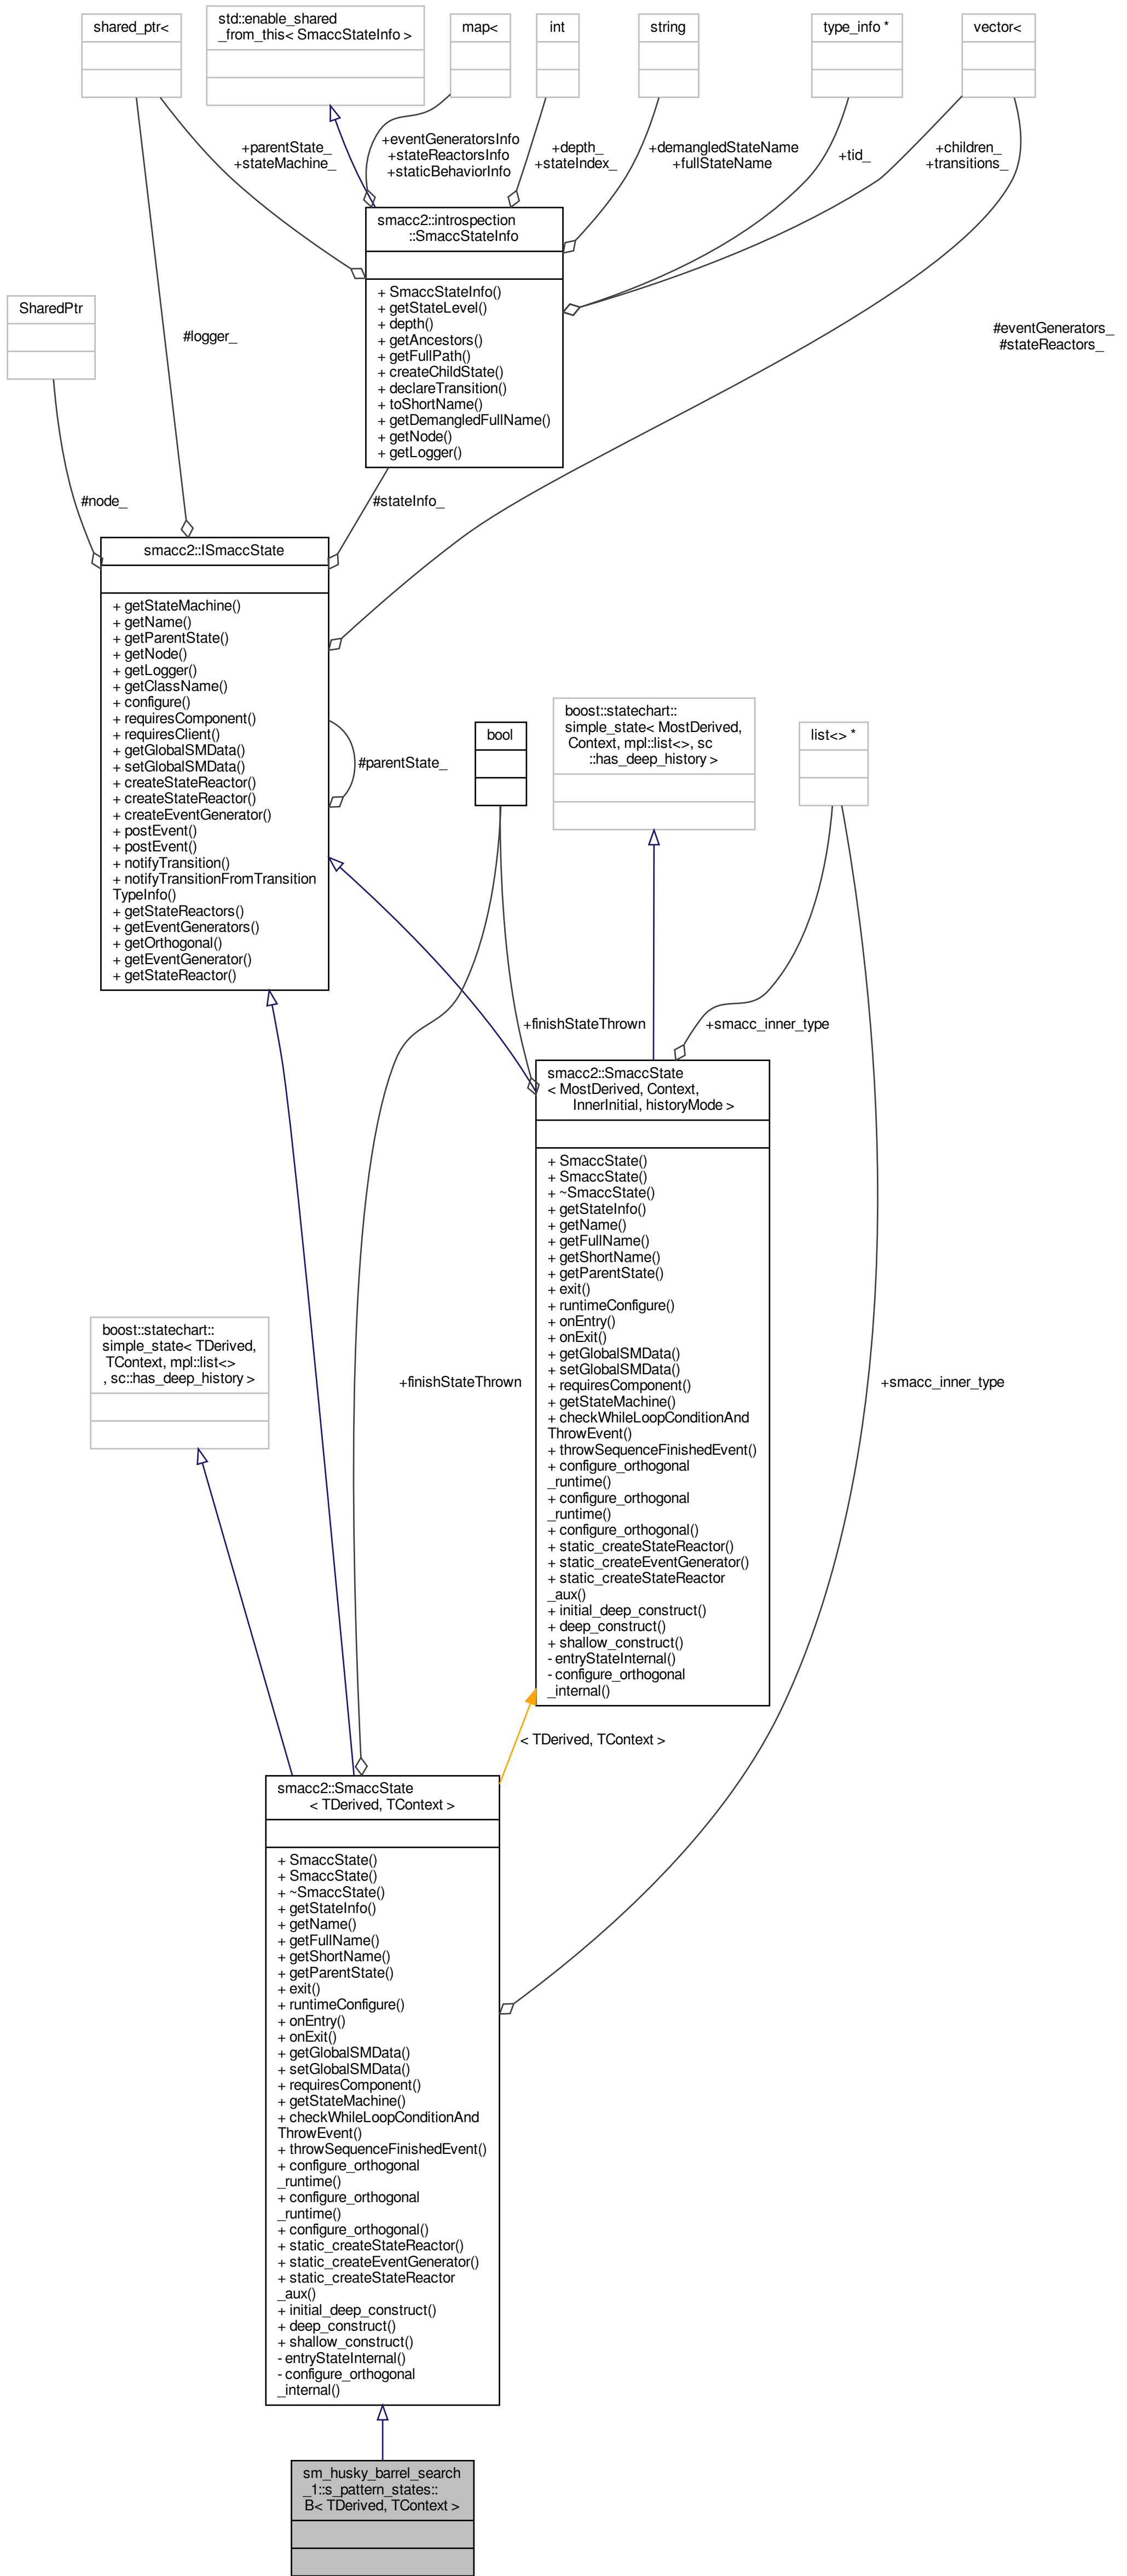 shared_ptr<
std::enable_shared
_from_this< SmaccStateInfo >
map<
int
string
type_info *
vector<
+parentState_
+stateMachine_
+eventGeneratorsInfo
+stateReactorsInfo
+staticBehaviorInfo
+depth_
+stateIndex_
+demangledStateName
+fullStateName
+tid_
+children_
+transitions_
smacc2::introspection
::SmaccStateInfo
+ SmaccStateInfo()
+ getStateLevel()
+ depth()
+ getAncestors()
+ getFullPath()
+ createChildState()
+ declareTransition()
+ toShortName()
+ getDemangledFullName()
+ getNode()
+ getLogger()
SharedPtr
#logger_
#eventGenerators_
#stateReactors_
#node_
#stateInfo_
smacc2::ISmaccState
+ getStateMachine()
+ getName()
+ getParentState()
+ getNode()
+ getLogger()
+ getClassName()
+ configure()
+ requiresComponent()
+ requiresClient()
+ getGlobalSMData()
+ setGlobalSMData()
+ createStateReactor()
+ createStateReactor()
+ createEventGenerator()
+ postEvent()
+ postEvent()
+ notifyTransition()
+ notifyTransitionFromTransition
TypeInfo()
+ getStateReactors()
+ getEventGenerators()
+ getOrthogonal()
+ getEventGenerator()
+ getStateReactor()
#parentState_
bool
boost::statechart::
simple_state< MostDerived,
Context, mpl::list<>, sc
::has_deep_history >
list<> *
+finishStateThrown
+smacc_inner_type
smacc2::SmaccState
< MostDerived, Context,
InnerInitial, historyMode >
+ SmaccState()
+ SmaccState()
+ ~SmaccState()
+ getStateInfo()
+ getName()
+ getFullName()
+ getShortName()
+ getParentState()
+ exit()
+ runtimeConfigure()
+ onEntry()
+ onExit()
+ getGlobalSMData()
+ setGlobalSMData()
+ requiresComponent()
+ getStateMachine()
+ checkWhileLoopConditionAnd
ThrowEvent()
+ throwSequenceFinishedEvent()
+ configure_orthogonal
_runtime()
+ configure_orthogonal
_runtime()
+ configure_orthogonal()
+ static_createStateReactor()
+ static_createEventGenerator()
+ static_createStateReactor
_aux()
+ initial_deep_construct()
+ deep_construct()
+ shallow_construct()
- entryStateInternal()
- configure_orthogonal
_internal()
boost::statechart::
simple_state< TDerived,
TContext, mpl::list<>
, sc::has_deep_history >
+finishStateThrown
+smacc_inner_type
< TDerived, TContext >
smacc2::SmaccState
< TDerived, TContext >
+ SmaccState()
+ SmaccState()
+ ~SmaccState()
+ getStateInfo()
+ getName()
+ getFullName()
+ getShortName()
+ getParentState()
+ exit()
+ runtimeConfigure()
+ onEntry()
+ onExit()
+ getGlobalSMData()
+ setGlobalSMData()
+ requiresComponent()
+ getStateMachine()
+ checkWhileLoopConditionAnd
ThrowEvent()
+ throwSequenceFinishedEvent()
+ configure_orthogonal
_runtime()
+ configure_orthogonal
_runtime()
+ configure_orthogonal()
+ static_createStateReactor()
+ static_createEventGenerator()
+ static_createStateReactor
_aux()
+ initial_deep_construct()
+ deep_construct()
+ shallow_construct()
- entryStateInternal()
- configure_orthogonal
_internal()
sm_husky_barrel_search
_1::s_pattern_states::
B< TDerived, TContext >